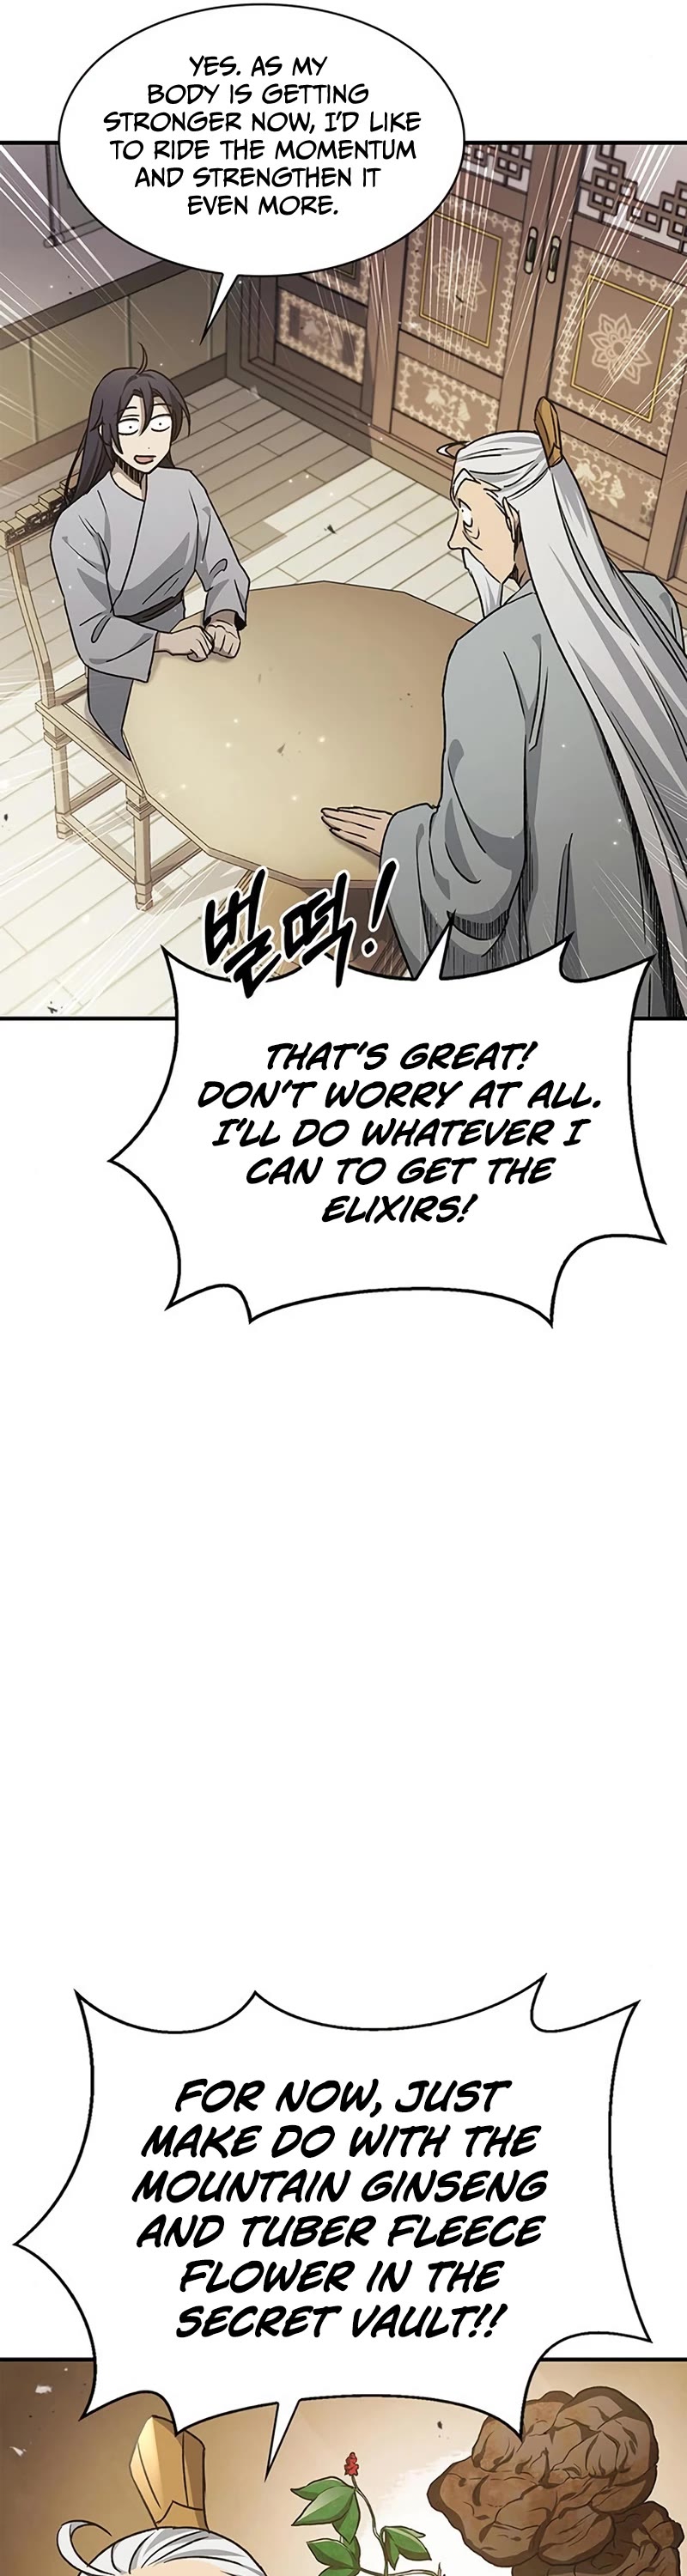 YES. AS MY
BODY IS GETTING
STRONGER NOW, I'D LIKE
TO RIDE THE MOMENTUM
AND STRENGTHEN IT
EVEN MORE.
벌떡!
THAT'S GREAT!
DON'T WORRY AT ALL.
I'LL DO WHATEVER I
CAN TO GET THE
ELIXIRS!
FOR NOW, JUST
MAKE DO WITH THE
MOUNTAIN GINSENG
AND TUBER FLEECE
FLOWER IN THE
SECRET VAULT!!